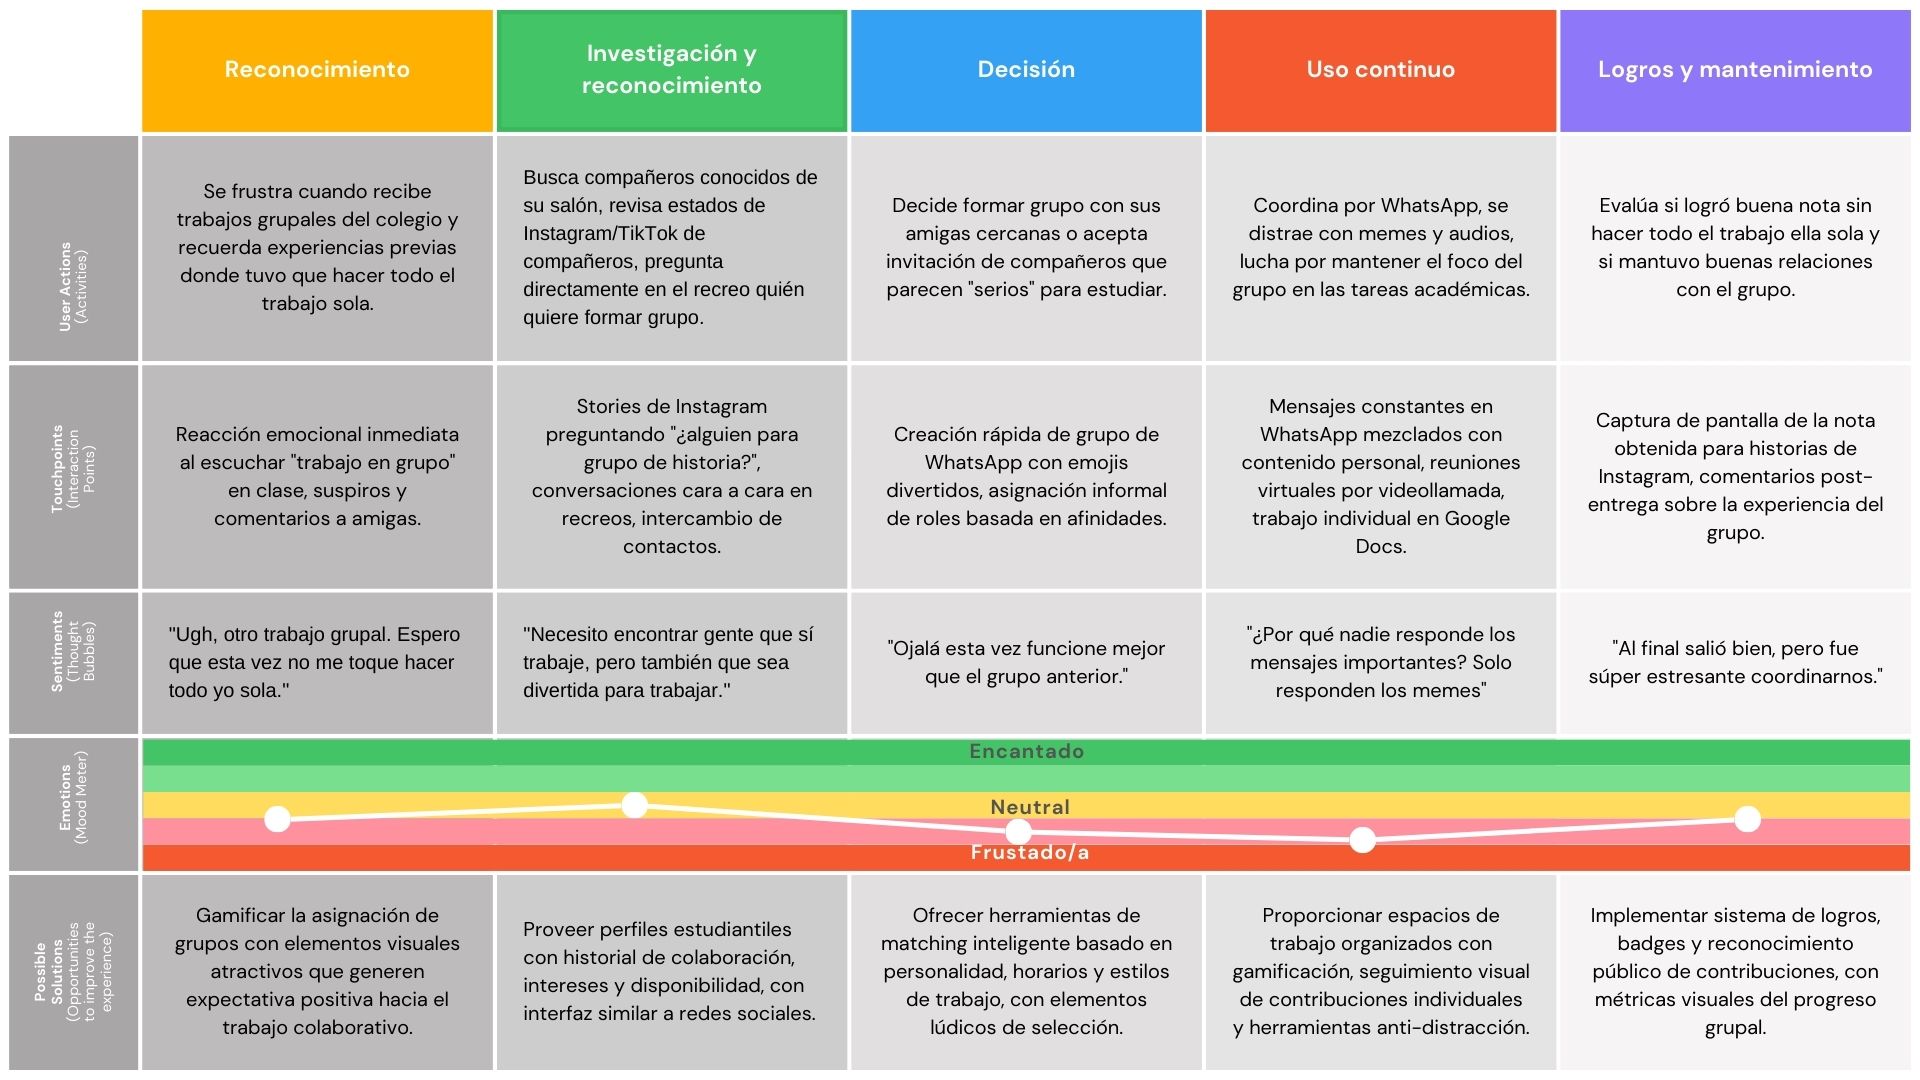 Reconocimiento
Investigación y
reconocimiento
Decisión
Uso continuo
Logros y mantenimiento
User Actions
(Activities)
Se frustra cuando recibe
trabajos grupales del colegio y
recuerda experiencias previas
donde tuvo que hacer todo el
trabajo sola.
Busca compañeros conocidos de
su salón, revisa estados de
Instagram/TikTok de
compañeros, pregunta
directamente en el recreo quién
quiere formar grupo.
Decide formar grupo con sus
amigas cercanas o acepta
invitación de compañeros que
parecen "serios" para estudiar.
Coordina por WhatsApp, se
distrae con memes y audios,
lucha por mantener el foco del
grupo en las tareas académicas.
Evalúa si logró buena nota sin
hacer todo el trabajo ella sola y
si mantuvo buenas relaciones
con el grupo.
Touchpoints
(Interaction
Points)
Reacción emocional inmediata
al escuchar "trabajo en grupo"
en clase, suspiros y
comentarios a amigas.
Stories de Instagram
preguntando "¿alguien para
grupo de historia?",
conversaciones cara a cara en
recreos, intercambio de
contactos.
Creación rápida de grupo de
WhatsApp con emojis
divertidos, asignación informal
de roles basada en afinidades.
Mensajes constantes en
WhatsApp mezclados con
contenido personal, reuniones
virtuales por videollamada,
trabajo individual en Google
Docs.
Captura de pantalla de la nota
obtenida para historias de
Instagram, comentarios post-
entrega sobre la experiencia del
grupo.
Sentiments
(Thought
Bubbles)
"Ugh, otro trabajo grupal. Espero
que esta vez no me toque hacer
todo yo sola."
"Necesito encontrar gente que sí
trabaje, pero también que sea
divertida para trabajar."
"Ojalá esta vez funcione mejor
que el grupo anterior."
"¿Por qué nadie responde los
mensajes importantes? Solo
responden los memes"
"Al final salió bien, pero fue
súper estresante coordinarnos."
Emotions
(Mood Meter)
Encantado
Neutral
Frustado/a
Possible
Solutions
(Opportunities
to improve the
experience)
Gamificar la asignación de
grupos con elementos visuales
atractivos que generen
expectativa positiva hacia el
trabajo colaborativo.
Proveer perfiles estudiantiles
con historial de colaboración,
intereses y disponibilidad, con
interfaz similar a redes sociales.
Ofrecer herramientas de
matching inteligente basado en
personalidad, horarios y estilos
de trabajo, con elementos
lúdicos de selección.
Proporcionar espacios de
trabajo organizados con
gamificación, seguimiento visual
de contribuciones individuales
y herramientas anti-distracción.
Implementar sistema de logros,
badges y reconocimiento
público de contribuciones, con
métricas visuales del progreso
grupal.